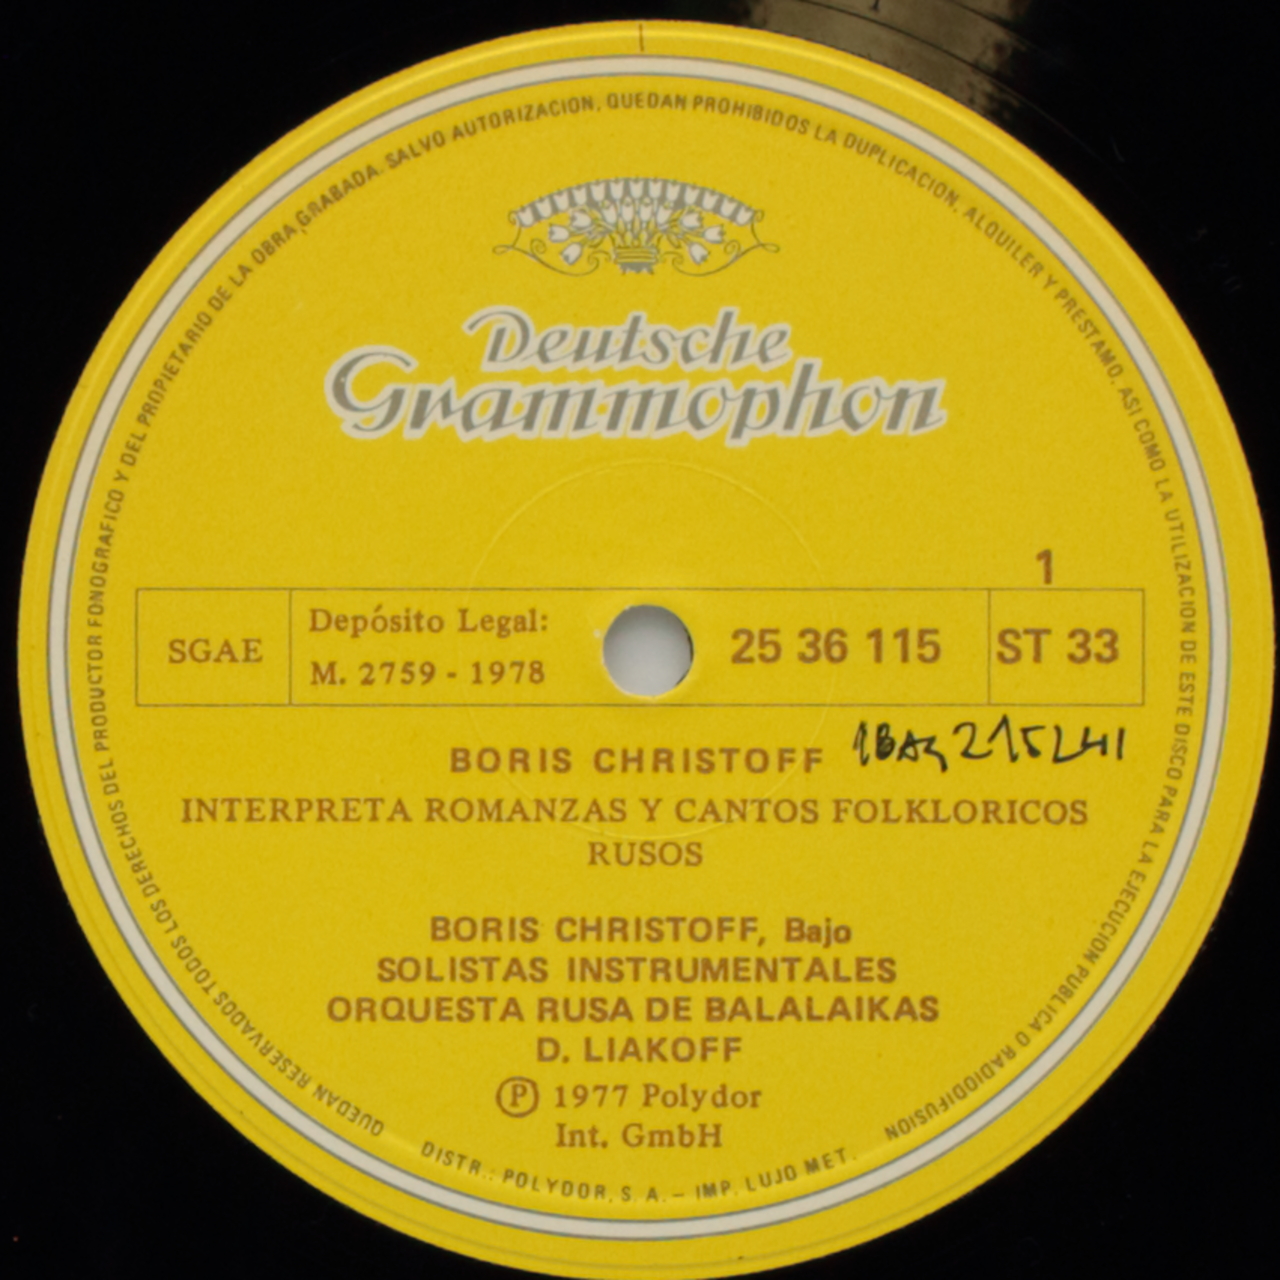 QUEDAN RESERVADOS TODOS LOS DERECHOS DEL PRODUCTOR FONOGRAFICO Y DEL PROPIETARIO DE LA OBRA GRABADA. SALVO AUTORIZACION, QUEDAN PROHIBIDOS LA DUPLICACION, ALQUILER Y PRESTAMO, ASI COMO LA UTILIZACION DE ESTE DISCO PARA LA EJECUCION PUBLICA O RADIODIFUSION
Deutsche
Grammophon
1
SGAE
Depósito Legal:
M. 2759 - 1978
25 36 115
ST 33
BORIS CHRISTOFF
INTERPRETA ROMANZAS Y CANTOS FOLKLORICOS
RUSOS
BORIS CHRISTOFF, Bajo
SOLISTAS INSTRUMENTALES
ORQUESTA RUSA DE BALALAIKAS
D. LIAKOFF
Ⓟ 1977 Polydor
Int. GmbH
DISTR.: POLYDOR, S. A. – IMP. LUJO MET.